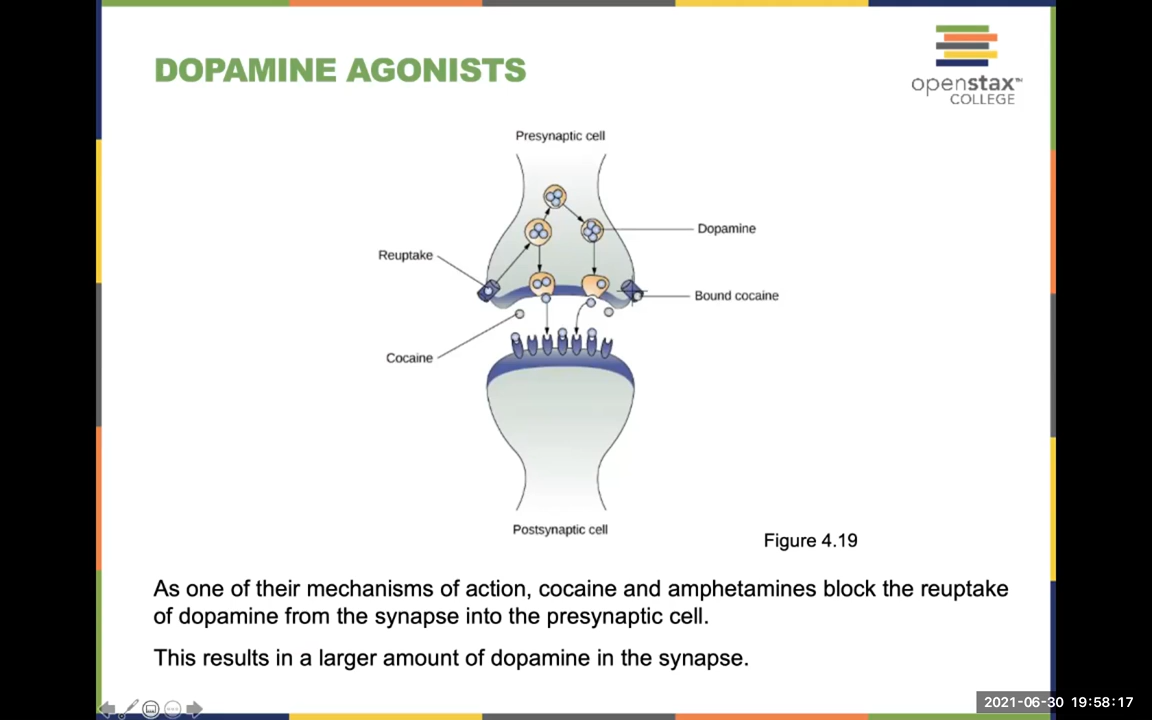 DOPAMINE AGONISTS
openstax™
COLLEGE
Presynaptic cell
Dopamine
Reuptake
Bound cocaine
Cocaine
Postsynaptic cell
Figure 4.19
As one of their mechanisms of action, cocaine and amphetamines block the reuptake
of dopamine from the synapse into the presynaptic cell.
This results in a larger amount of dopamine in the synapse.
2021-06-30 19:58:17